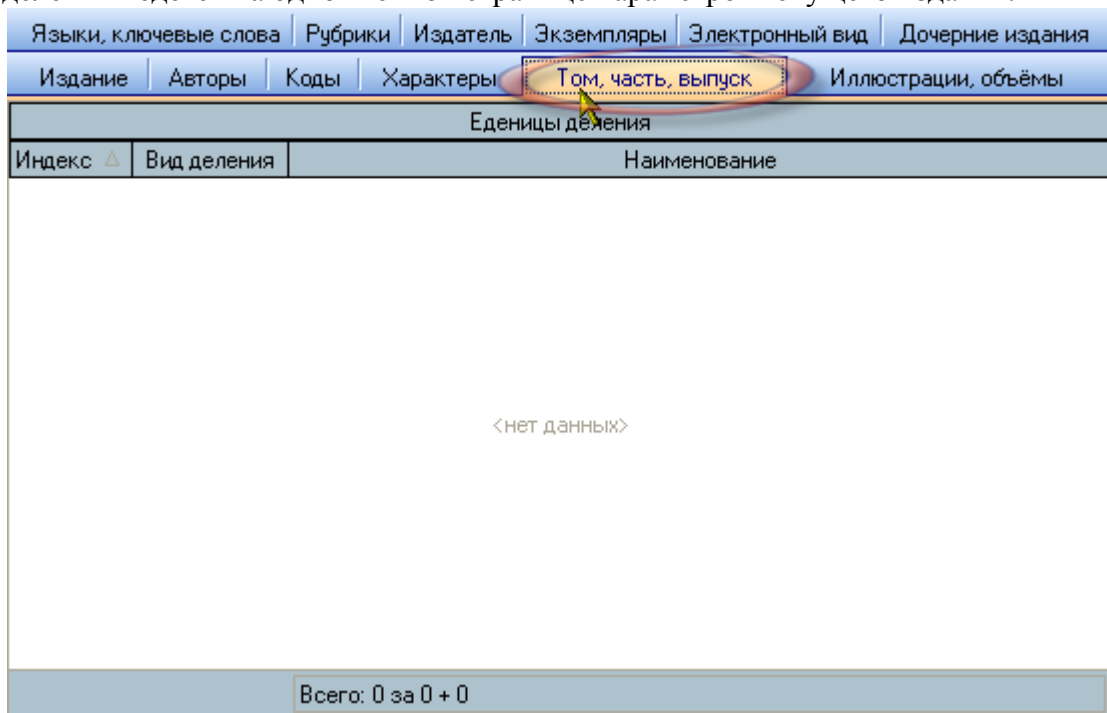 Языки, ключевые слова Рубрики Издатель Экземпляры Электронный вид Дочерние издания
Издание Авторы Коды Характеры Том, часть, выпуск Иллюстрации, объёмы
Еденицы деления
Индекс Вид деления Наименование
<нет данных>
Всего: 0 за 0 + 0